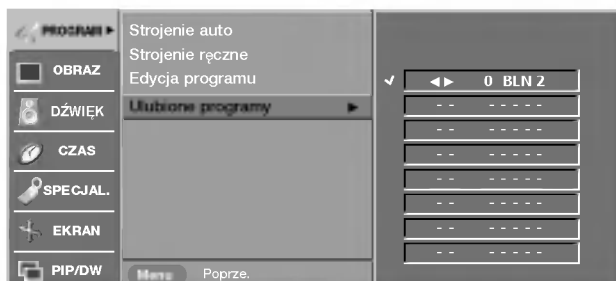 PROGRAM ►
OBRAZ
DŹWIĘK
CZAS
SPECJAL.
EKRAN
PIP/DW
Strojenie auto
Strojenie ręczne
Edycja programu
Ulubione programy ►
Menu Poprze.
✔ ◄► 0 BLN 2
- - - - - - -
- - - - - - -
- - - - - - -
- - - - - - -
- - - - - - -
- - - - - - -
- - - - - - -